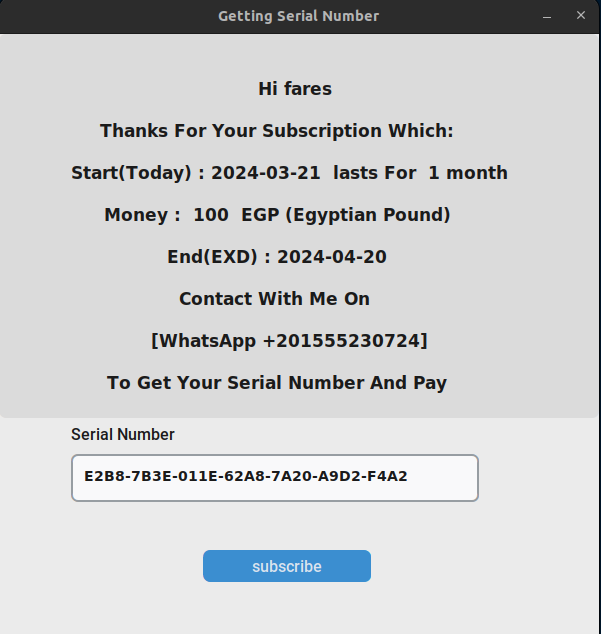 Getting Serial Number
Hi fares
Thanks For Your Subscription Which:
Start(Today) : 2024-03-21 lasts For 1 month
Money : 100 EGP (Egyptian Pound)
End(EXD) : 2024-04-20
Contact With Me On
[WhatsApp +201555230724]
To Get Your Serial Number And Pay
Serial Number
E2B8-7B3E-011E-62A8-7A20-A9D2-F4A2
subscribe